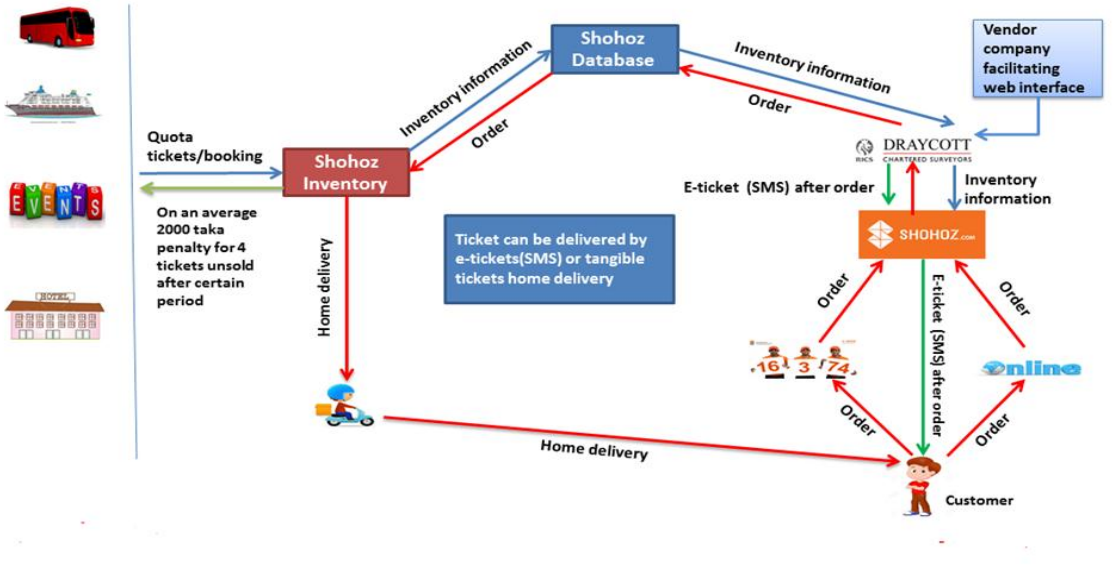 EVENTS
HOTEL
Quota
tickets/booking
On an average
2000 taka
penalty for 4
tickets unsold
after certain
period
Shohoz
Inventory
Inventory information
Order
Shohoz
Database
Inventory information
Order
Vendor
company
facilitating
web interface
RICS
DRAYCOTT
CHARTERED SURVEYORS
E-ticket (SMS) after order
Inventory
information
SHOHOZ.COM
Ticket can be delivered by
e-tickets(SMS) or tangible
tickets home delivery
Home delivery
Order
E-ticket (SMS) after order
Order
16 3 74
Online
Order
Order
Home delivery
Customer